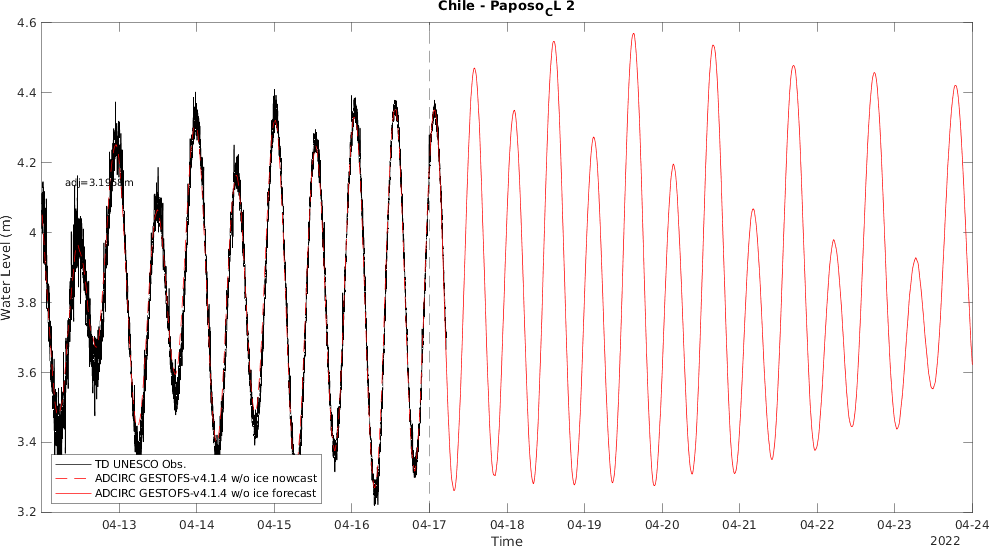 Chile - PaposoCL 2
4.6
4.4
4.2
4
3.8
3.6
3.4
3.2
Water Level (m)
adj=3.1958m
TD UNESCO Obs.
ADCIRC GESTOFS-v4.1.4 w/o ice nowcast
ADCIRC GESTOFS-v4.1.4 w/o ice forecast
04-13 04-14 04-15 04-16 04-17 04-18 04-19 04-20 04-21 04-22 04-23 04-24
Time
2022